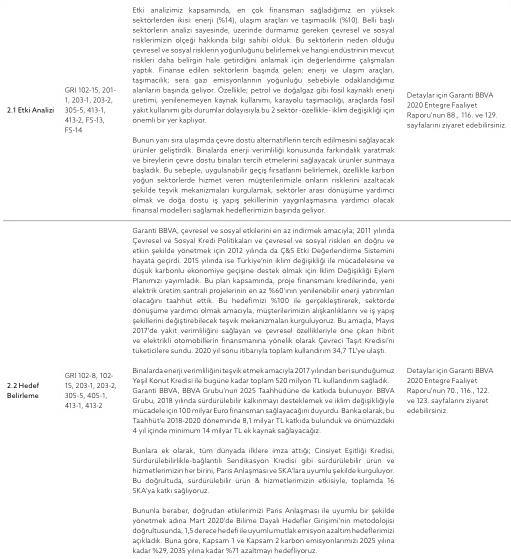 2.1 Etki Analizi
GRI 102-15, 201-
1, 203-1, 203-2,
305-5, 413-1,
413-2, FS-13,
FS-14
Etki analizimiz kapsamında, en çok finansman sağladığımız en yüksek
sektörlerden ikisi: enerji (%14), ulaşım araçları ve taşımacılık (%10). Belli başlı
sektörlerin analizi sayesinde, üzerinde durmamız gereken çevresel ve sosyal
risklerimizin ölçeği hakkında bilgi sahibi olduk. Bu sektörlerin neden olduğu
çevresel ve sosyal risklerin yoğunluğunu belirlemek ve hangi endüstrinin mevcut
riskleri daha belirgin hale getirdiğini anlamak için değerlendirme çalışmaları
yaptık. Finanse edilen sektörlerin başında gelen; enerji ve ulaşım araçları,
taşımacılık; sera gazı emisyonlarının yoğunluğu sebebiyle odaklandığımız
alanların başında geliyor. Özellikle; petrol ve doğalgaz gibi fosil kaynaklı enerji
üretimi, yenilenemeyen kaynak kullanımı, karayolu taşımacılığı, araçlarda fosil
yakıt kullanımı gibi durumlar dolayısıyla bu 2 sektör -özellikle- iklim değişikliği için
önemli bir yer kaplıyor.
Bunun yanı sıra ulaşımda çevre dostu alternatiflerin tercih edilmesini sağlayacak
ürünler geliştirdik. Binalarda enerji verimliliği konusunda farkındalık yaratmak
ve bireylerin çevre dostu binaları tercih etmelerini sağlayacak ürünler sunmaya
başladık. Bu sebeple, uygulanabilir geçiş fırsatlarını belirlemek, özellikle karbon
yoğun sektörlerde hizmet veren müşterilerimizle onların risklerini azaltacak
şekilde teşvik mekanizmaları kurgulamak, sektörler arası dönüşüme yardımcı
olmak ve doğa dostu iş yapış şekillerinin yaygınlaşmasına yardımcı olacak
finansal modelleri sağlamak hedeflerimizin başında geliyor.
Detaylar için Garanti BBVA
2020 Entegre Faaliyet
Raporu'nun 88., 116. ve 129.
sayfalarını ziyaret edebilirsiniz.
2.2 Hedef
Belirleme
GRI 102-8, 102-
15, 203-1, 203-2,
305-5, 405-1,
413-1, 413-2
Garanti BBVA, çevresel ve sosyal etkilerini en az indirmek amacıyla; 2011 yılında
Çevresel ve Sosyal Kredi Politikaları ve çevresel ve sosyal riskleri en doğru ve
etkin şekilde yönetmek için 2012 yılında da Ç&S Etki Değerlendirme Sistemini
hayata geçirdi. 2015 yılında ise Türkiye'nin iklim değişikliği ile mücadelesine ve
düşük karbonlu ekonomiye geçişine destek olmak için İklim Değişikliği Eylem
Planımızı yayımladık. Bu plan kapsamında, proje finansmanı kredilerinde, yeni
elektrik üretim santrali projelerinin en az %60'ının yenilenebilir enerji yatırımları
olacağını taahhüt ettik. Bu hedefimizi %100 ile gerçekleştirerek, sektörde
dönüşüme yardımcı olmak amacıyla, müşterilerimizin alışkanlıklarını ve iş yapış
şekillerini değiştirebilecek teşvik mekanizmaları kurguluyoruz. Bu amaçla, Mayıs
2017'de yakıt verimliliğini sağlayan ve çevresel özellikleriyle öne çıkan hibrit
ve elektrikli otomobillerin finansmanına yönelik olarak Çevreci Taşıt Kredisi'ni
tüketicilere sundu. 2020 yıl sonu itibarıyla toplam kullandırım 34,7 TL'ye ulaştı.
Binalarda enerji verimliliğini teşvik etmek amacıyla 2017 yılından beri sunduğumuz
Yeşil Konut Kredisi ile bugüne kadar toplam 520 milyon TL kullandırım sağladık.
Garanti BBVA, BBVA Grubu'nun 2025 Taahhüdüne de katkıda bulunuyor. BBVA
Grubu, 2018 yılında sürdürülebilir kalkınmayı desteklemek ve iklim değişikliğiyle
mücadele için 100 milyar Euro finansman sağlayacağını duyurdu. Banka olarak, bu
Taahhüt'e 2018-2020 döneminde 8,1 milyar TL katkıda bulunduk ve önümüzdeki
4 yıl içinde minimum 14 milyar TL ek kaynak sağlayacağız.
Bunlara ek olarak, tüm dünyada ilklere imza attığı; Cinsiyet Eşitliği Kredisi,
Sürdürülebilirlikle-bağlantılı Sendikasyon Kredisi gibi sürdürülebilir ürün ve
hizmetlerimizin her birini, Paris Anlaşması ve SKA'lara uyumlu şekilde kurguluyor.
Bu doğrultuda, sürdürülebilir ürün & hizmetlerimizin etkisiyle, toplamda 16
SKA'ya katkı sağlıyoruz.
Bununla beraber, doğrudan etkilerimizi Paris Anlaşması ile uyumlu bir şekilde
yönetmek adına Mart 2020'de Bilime Dayalı Hedefler Girişimi'nin metodolojisi
doğrultusunda, 1,5 derece hedefi ile uyumlu ve mutlak emisyon azaltım hedeflerimizi
açıkladık. Buna göre, Kapsam 1 ve Kapsam 2 karbon emisyonlarımızı 2025 yılına
kadar %29, 2035 yılına kadar %71 azaltmayı hedefliyoruz.
Detaylar için Garanti BBVA
2020 Entegre Faaliyet
Raporu'nun 70., 116., 122.
ve 123. sayfalarını ziyaret
edebilirsiniz.